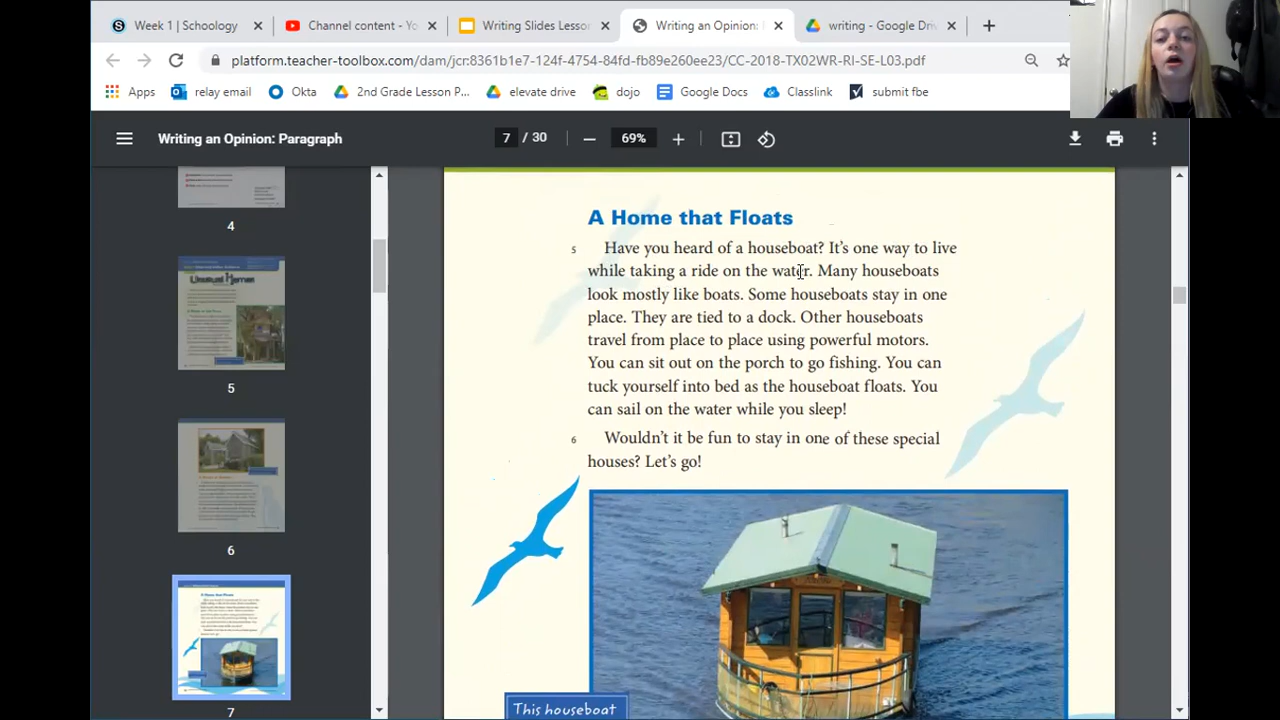 Week 1 | Schoology
Channel content - Yo
Writing Slides Lesso
Writing an Opinion:
writing - Google Dri
platform.teacher-toolbox.com/dam/jcr:8361b1e7-124f-4754-84fd-fb89e260ee23/CC-2018-TX02WR-RI-SE-L03.pdf
Apps
relay email
Okta
2nd Grade Lesson P...
elevate drive
dojo
Google Docs
Classlink
submit fbe
Writing an Opinion: Paragraph
7 / 30
69%
4
Unusual Homes
5
6
7
A Home that Floats
5 Have you heard of a houseboat? It's one way to live
while taking a ride on the water. Many houseboats
look mostly like boats. Some houseboats stay in one
place. They are tied to a dock. Other houseboats
travel from place to place using powerful motors.
You can sit out on the porch to go fishing. You can
tuck yourself into bed as the houseboat floats. You
can sail on the water while you sleep!
6 Wouldn't it be fun to stay in one of these special
houses? Let's go!
This houseboat